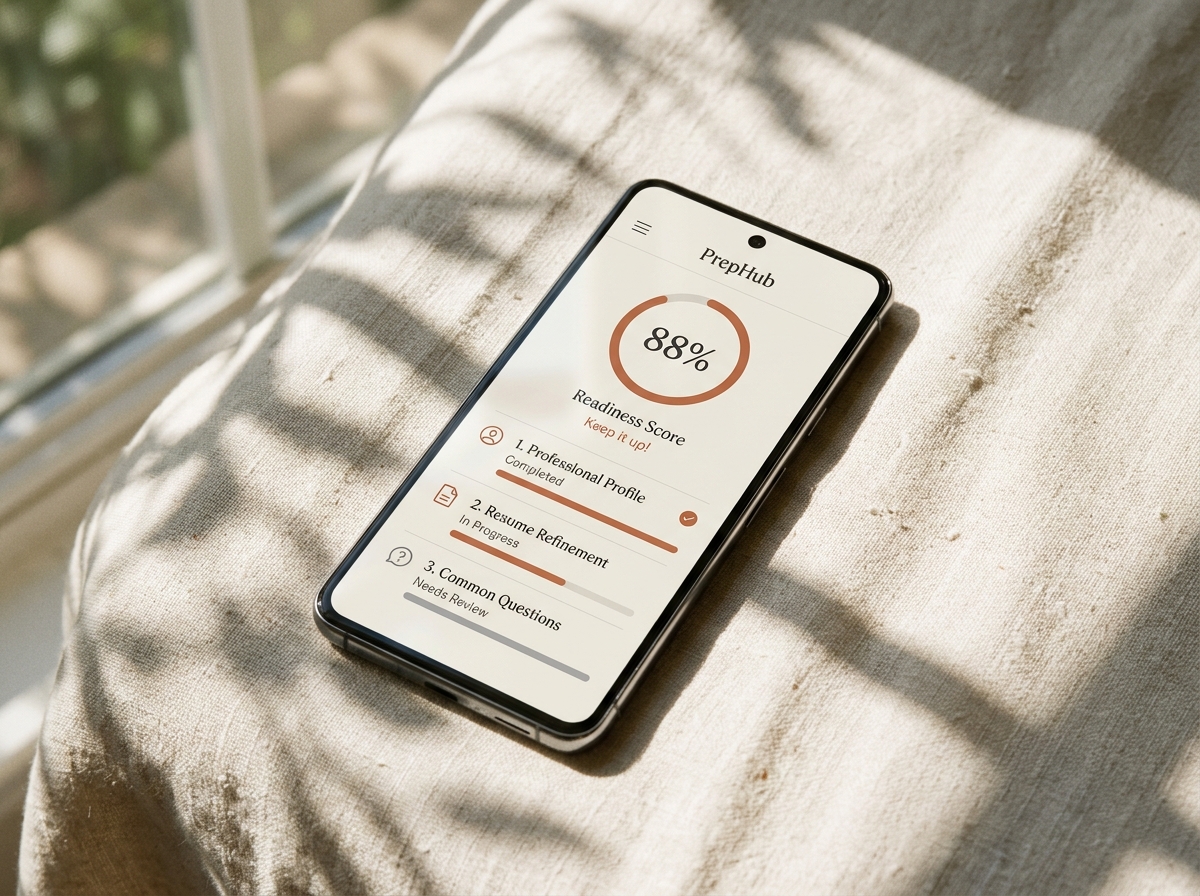 PrepHub
88%
Readiness Score
Keep it up!
1. Professional Profile
Completed
2. Resume Refinement
In Progress
3. Common Questions
Needs Review